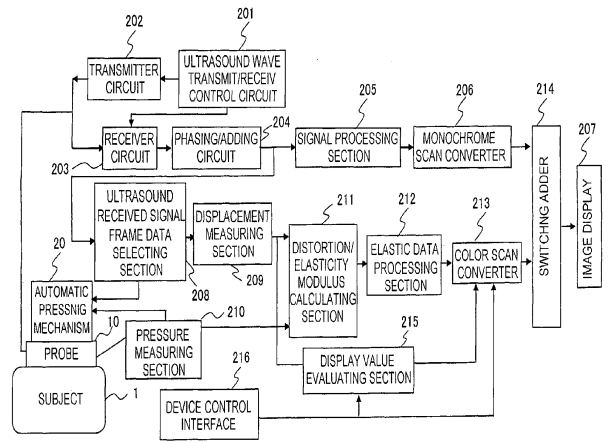 202
201
TRANSMITTER
CIRCUIT
ULTRASOUND WAVE
TRANSMIT/RECEIV
CONTROL CIRCUIT
204
205
206
214
207
RECEIVER
CIRCUIT
203
PHASING/ADDING
CIRCUIT
SIGNAL PROCESSING
SECTION
MONOCHROME
SCAN CONVERTER
SWITCHNG ADDER
IMAGE DISPLAY
ULTRASOUND
RECEIVED SIGNAL
FRAME DATA
SELECTING
SECTION
208
DISPLACEMENT
MEASURING
SECTION
209
211
DISTORTION/
ELASTICITY
MODULUS
CALCULATING
SECTION
212
ELASTIC DATA
PROCESSING
SECTION
213
COLOR SCAN
CONVERTER
20
AUTOMATIC
PRESSNIG
MECHANISM
10
PROBE
210
PRESSURE
MEASURING
SECTION
215
DISPLAY VALUE
EVALUATING SECTION
216
DEVICE CONTROL
INTERFACE
SUBJECT
1